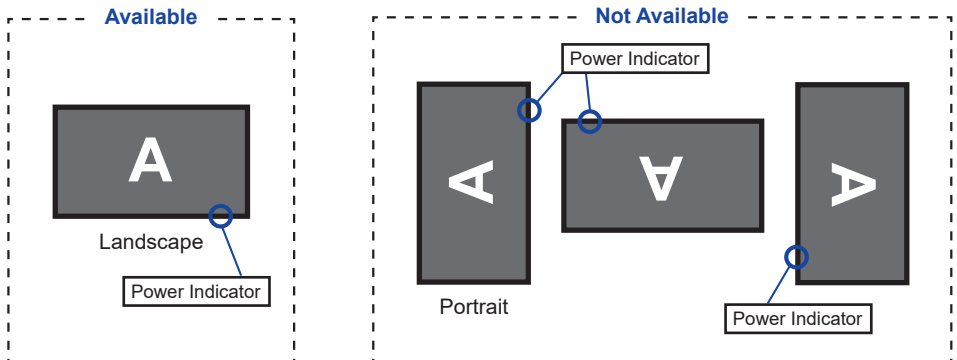 Available
A
Landscape
Power Indicator
Not Available
Power Indicator
A
A
A
Portrait
Power Indicator